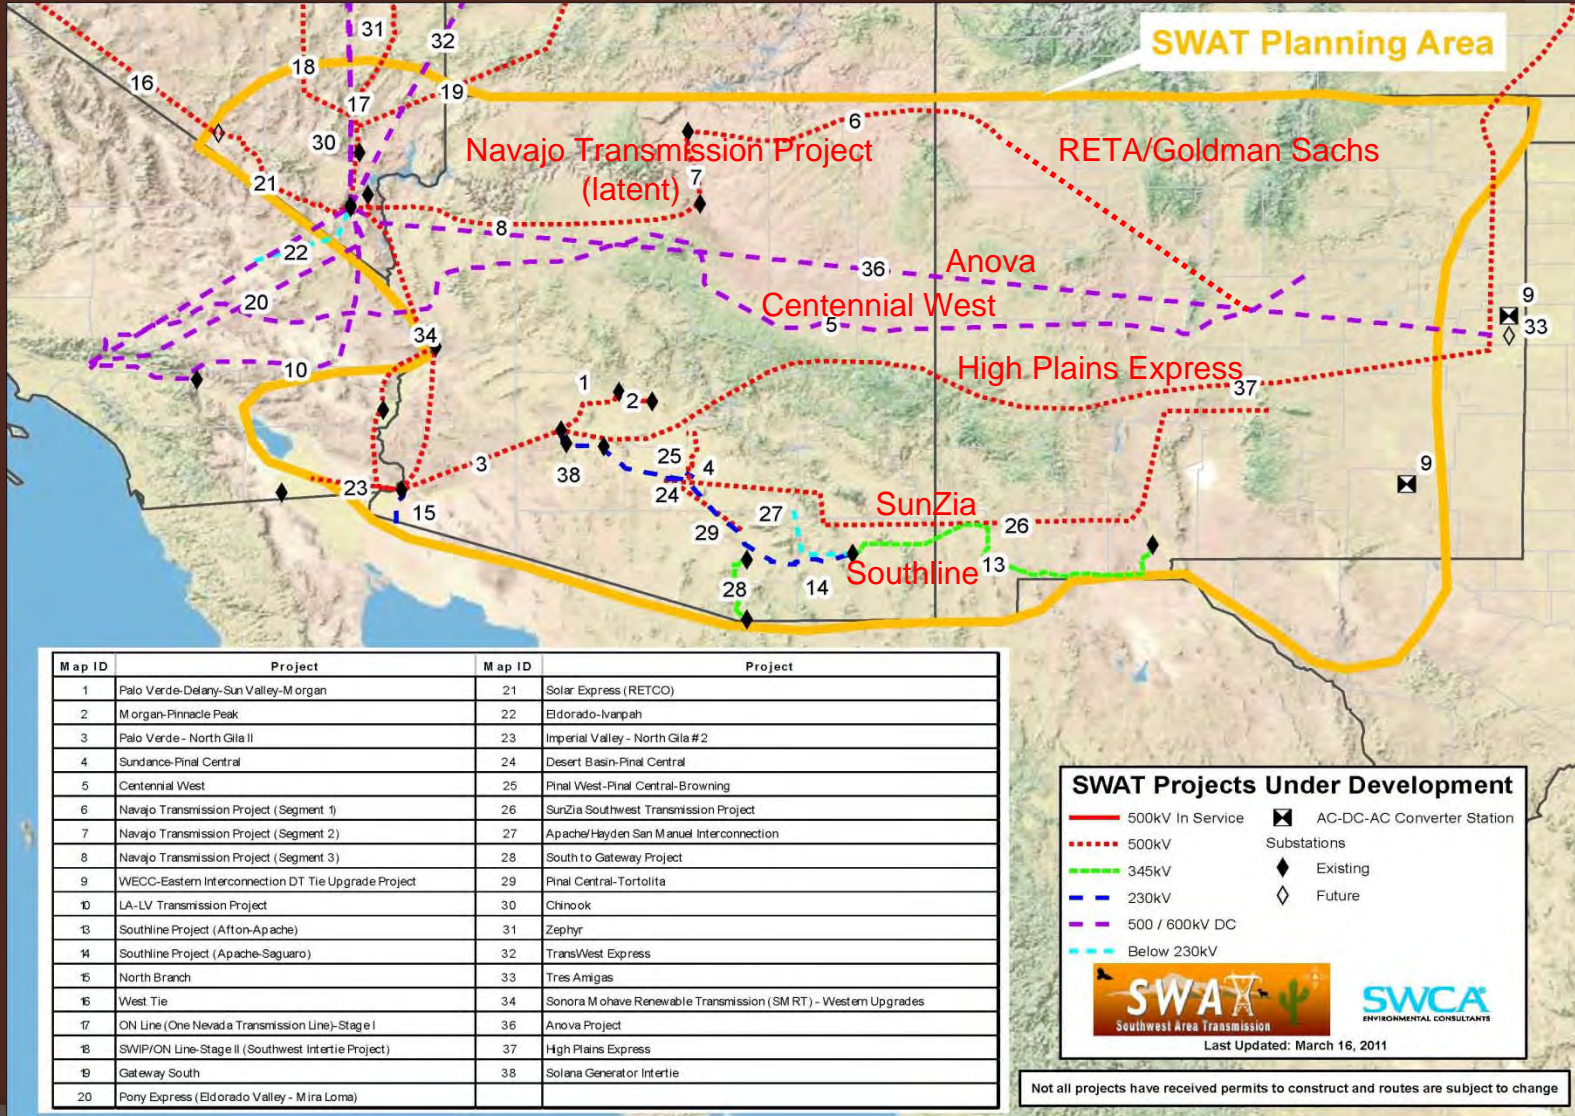 31
32
SWAT Planning Area
18
16
17
19
6
30
Navajo Transmission Project
(latent)
RETA/Goldman Sachs
7
21
8
22
36
Anova
20
Centennial West
5
9
33
34
High Plains Express
10
1
2
37
25
4
3
38
9
23
24
SunZia
15
27
26
29
13
Southline
28
14
Map ID Project Map ID Project
1 Palo Verde-Delany-Sun Valley-Morgan 21 Solar Express (RETCO)
2 Morgan-Pinnacle Peak 22 Eldorado-Ivanpah
3 Palo Verde - North Gila II 23 Imperial Valley - North Gila #2
4 Sundance-Pinal Central 24 Desert Basin-Pinal Central
5 Centennial West 25 Pinal West-Pinal Central-Browning
6 Navajo Transmission Project (Segment 1) 26 SunZia Southwest Transmission Project
7 Navajo Transmission Project (Segment 2) 27 Apache/Hayden San Manuel Interconnection
8 Navajo Transmission Project (Segment 3) 28 South to Gateway Project
9 WECC-Eastern Interconnection DT Tie Upgrade Project 29 Pinal Central-Tortolita
10 LA-LV Transmission Project 30 Chinook
13 Southline Project (Afton-Apache) 31 Zephyr
14 Southline Project (Apache-Saguaro) 32 TransWest Express
15 North Branch 33 Tres Amigas
16 West Tie 34 Sonora Mohave Renewable Transmission (SMRT) - Western Upgrades
17 ON Line (One Nevada Transmission Line)-Stage I 36 Anova Project
18 SWIP/ON Line-Stage II (Southwest Intertie Project) 37 High Plains Express
19 Gateway South 38 Solana Generator Intertie
20 Pony Express (Eldorado Valley - Mira Loma)
SWAT Projects Under Development
500kV In Service AC-DC-AC Converter Station
500kV Substations
345kV Existing
230kV Future
500 / 600kV DC
Below 230kV
SWAT
Southwest Area Transmission
SWCA®
ENVIRONMENTAL CONSULTANTS
Last Updated: March 16, 2011
Not all projects have received permits to construct and routes are subject to change